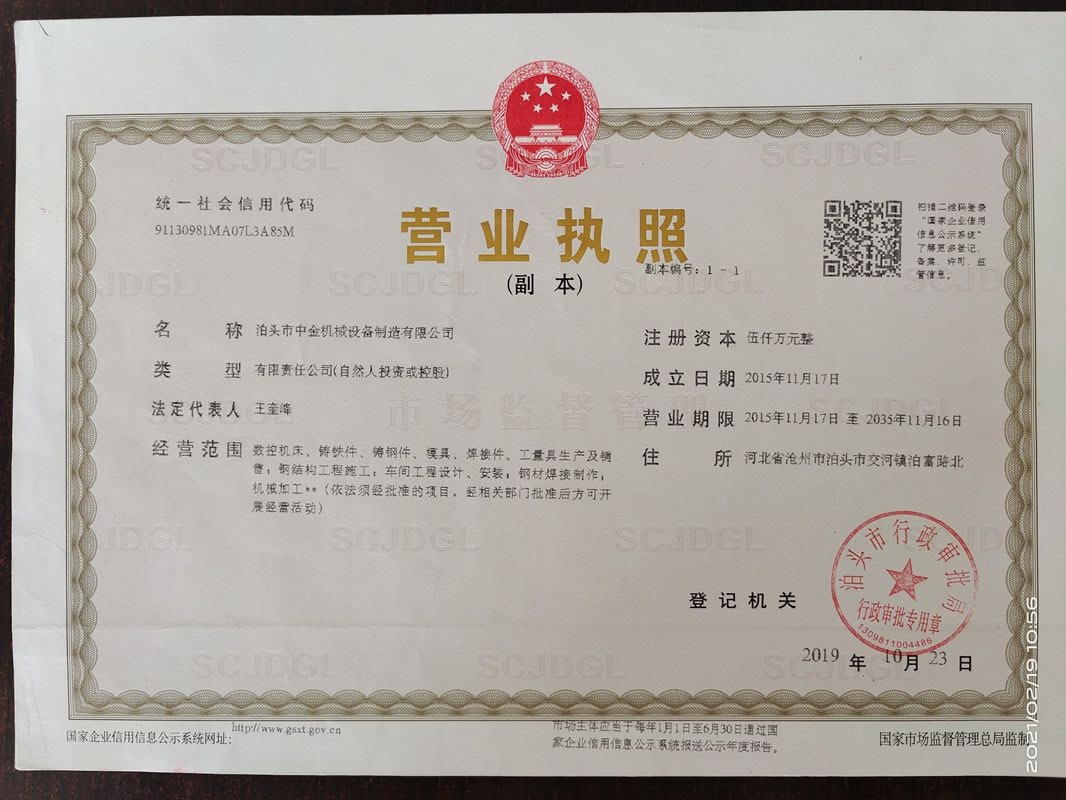 统一社会信用代码
91130981MA07L3A85M
营业执照
(副 本)
副本编号：1 - 1
扫描二维码登录
“国家企业信用
信息公示系统”
了解更多登记、
备案、许可、监
管信息。
名 称 泊头市中金机械设备制造有限公司
类 型 有限责任公司(自然人投资或控股)
法定代表人 王奎峰
经营范围 数控机床、铸铁件、铸钢件、模具、焊接件、工量具生产及销
售；钢结构工程施工；车间工程设计、安装；钢材焊接制作；
机械加工**（依法须经批准的项目，经相关部门批准后方可开
展经营活动）
注册资本 伍仟万元整
成立日期 2015年11月17日
营业期限 2015年11月17日 至 2035年11月16日
住 所 河北省沧州市泊头市交河镇泊富路北
SCJDGL SCJDGL SCJDGL
SCJDGL SCJDGL SCJDGL
市场监督管理
SCJDGL SCJDGL SCJDGL
SCJDGL SCJDGL SCJDGL
登记机关
泊头市行政审批局
行政审批专用章
1309811004486
2019 年 10 月 23 日
国家企业信用信息公示系统网址：
http://www.gsxt.gov.cn
市场主体应当于每年1月1日至6月30日通过国
家企业信用信息公示系统报送公示年度报告。
国家市场监督管理总局监制
2021/02/19 10:56